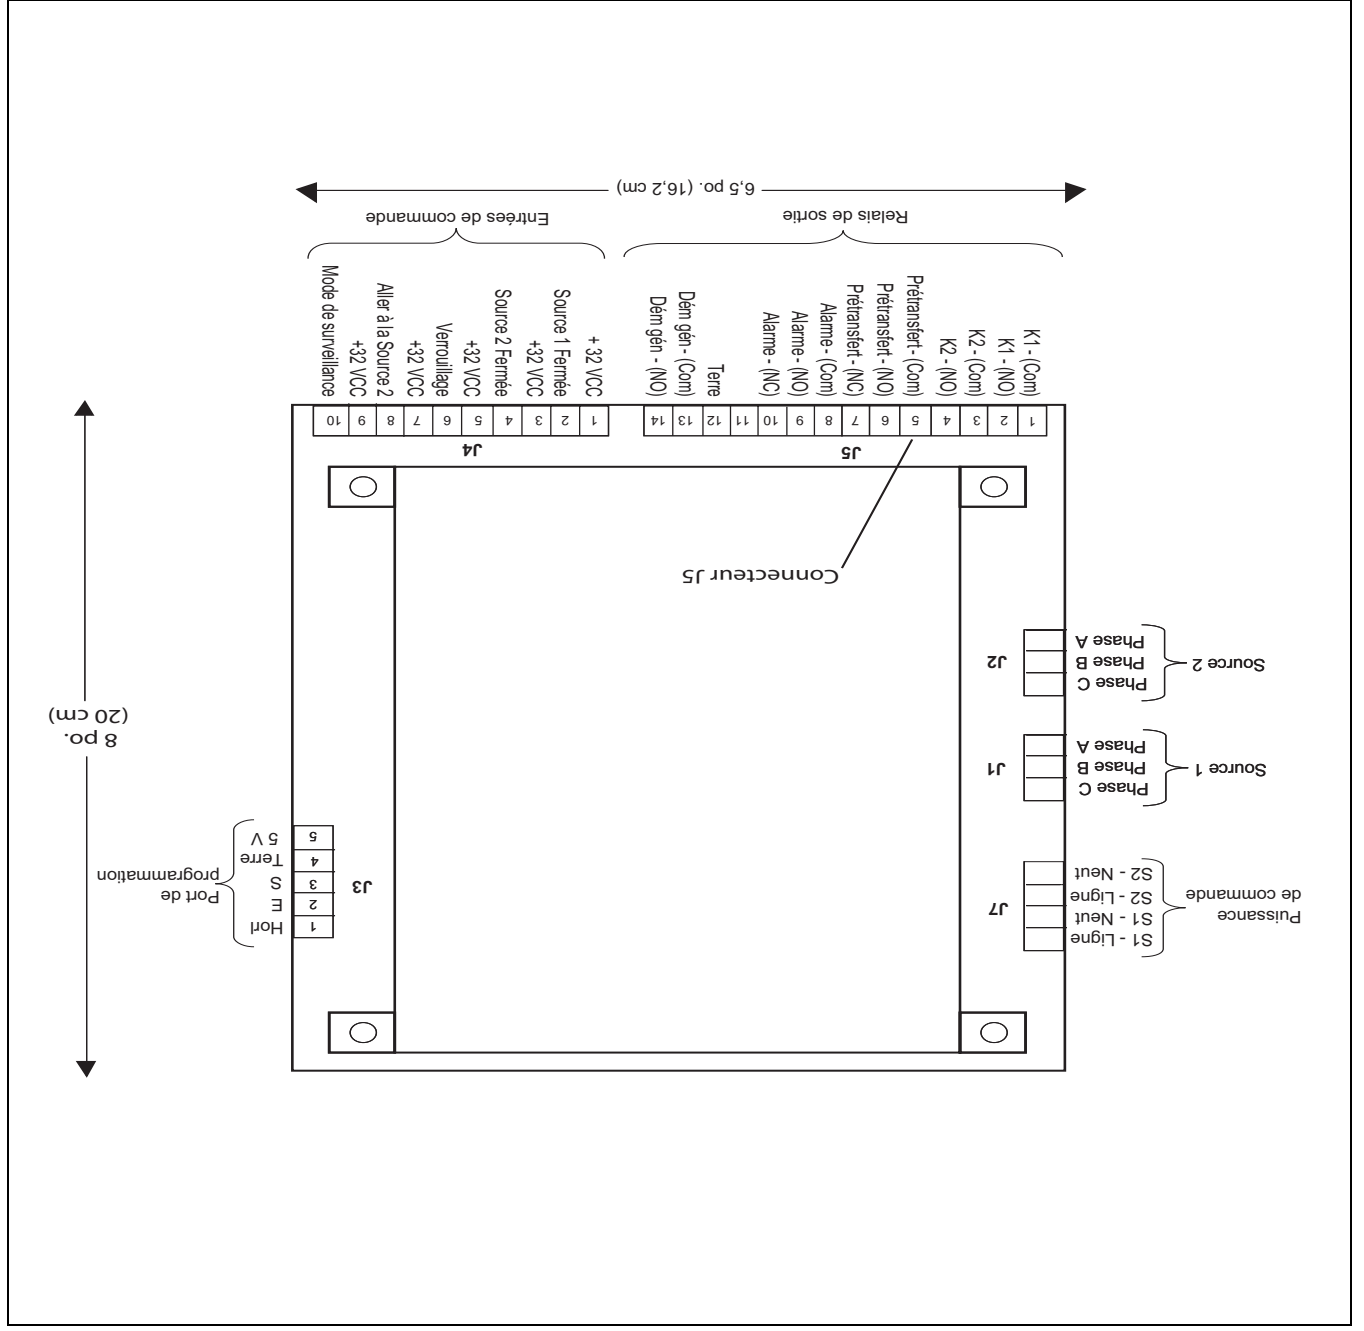 Puissance
de commande
S1 - Ligne
S1 - Neut
S2 - Ligne
S2 - Neut
J7
Source 1
Phase C
Phase B
Phase A
J1
Source 2
Phase C
Phase B
Phase A
J2
Port de
programmation
Horl
E
S
Terre
5 V
1
2
3
4
5
J3
8 po.
(20 cm)
Connecteur J5
J5
1
2
3
4
5
6
7
8
9
10
11
12
13
14
K1 - (Com)
K1 - (NO)
K2 - (Com)
K2 - (NO)
Prétransfert - (Com)
Prétransfert - (NO)
Prétransfert - (NC)
Alarme - (Com)
Alarme - (NO)
Alarme - (NC)
Terre
Dém gén - (Com)
Dém gén - (NO)
J4
1
2
3
4
5
6
7
8
9
10
+ 32 VCC
Source 1 Fermée
+32 VCC
Source 2 Fermée
+32 VCC
Verrouillage
+32 VCC
Aller à la Source 2
+32 VCC
Mode de surveillance
Relais de sortie
Entrées de commande
6,5 po. (16,2 cm)